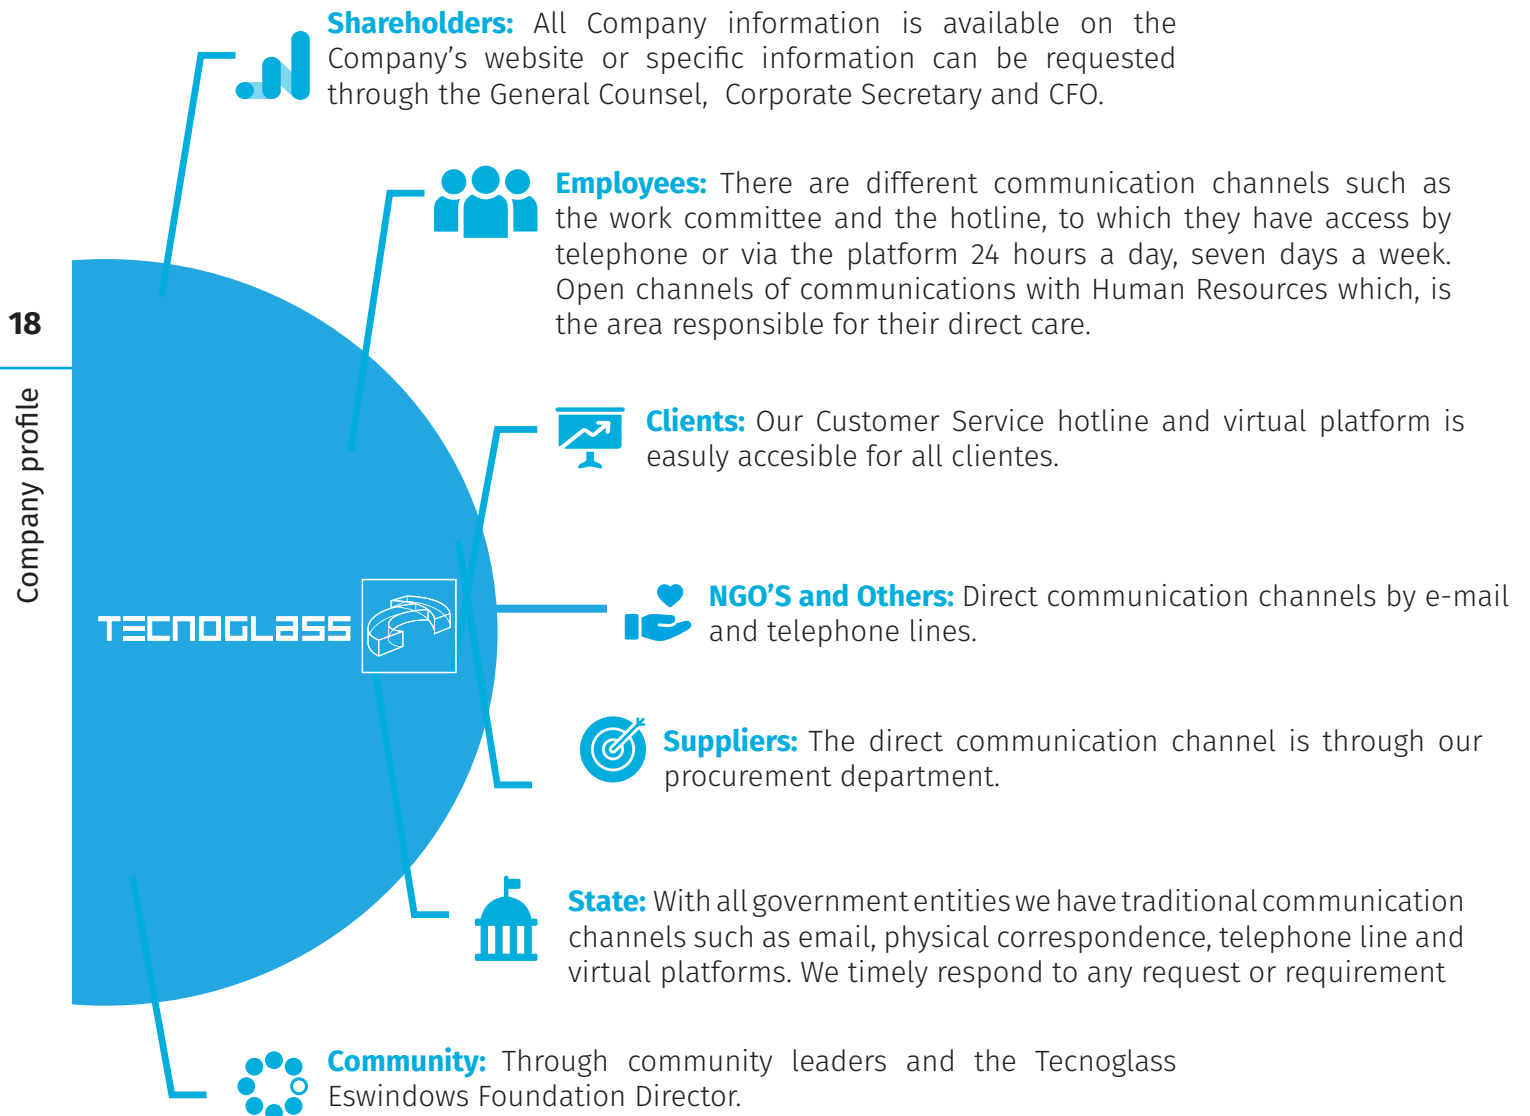 Shareholders: All Company information is available on the
Company's website or specific information can be requested
through the General Counsel, Corporate Secretary and CFO.
Employees: There are different communication channels such as
the work committee and the hotline, to which they have access by
telephone or via the platform 24 hours a day, seven days a week.
Open channels of communications with Human Resources which, is
the area responsible for their direct care.
18
Company profile
Clients: Our Customer Service hotline and virtual platform is
easuly accesible for all clientes.
NGO'S and Others: Direct communication channels by e-mail
and telephone lines.
TECNOGLASS
Suppliers: The direct communication channel is through our
procurement department.
State: With all government entities we have traditional communication
channels such as email, physical correspondence, telephone line and
virtual platforms. We timely respond to any request or requirement
Community: Through community leaders and the Tecnoglass
Eswindows Foundation Director.